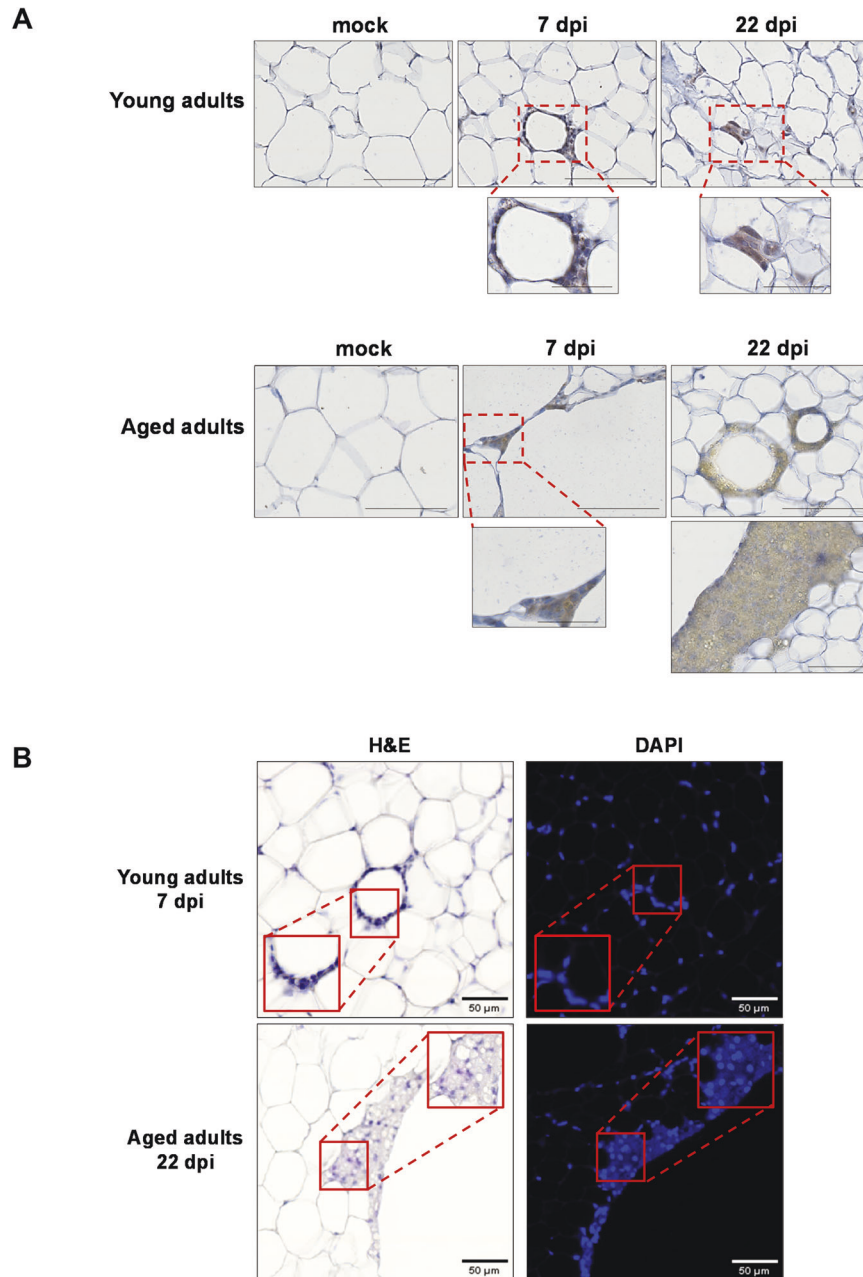 A
mock 7 dpi 22 dpi
Young adults
mock 7 dpi 22 dpi
Aged adults
B
H&E DAPI
Young adults
7 dpi
50 µm 50 µm
Aged adults
22 dpi
50 µm 50 µm